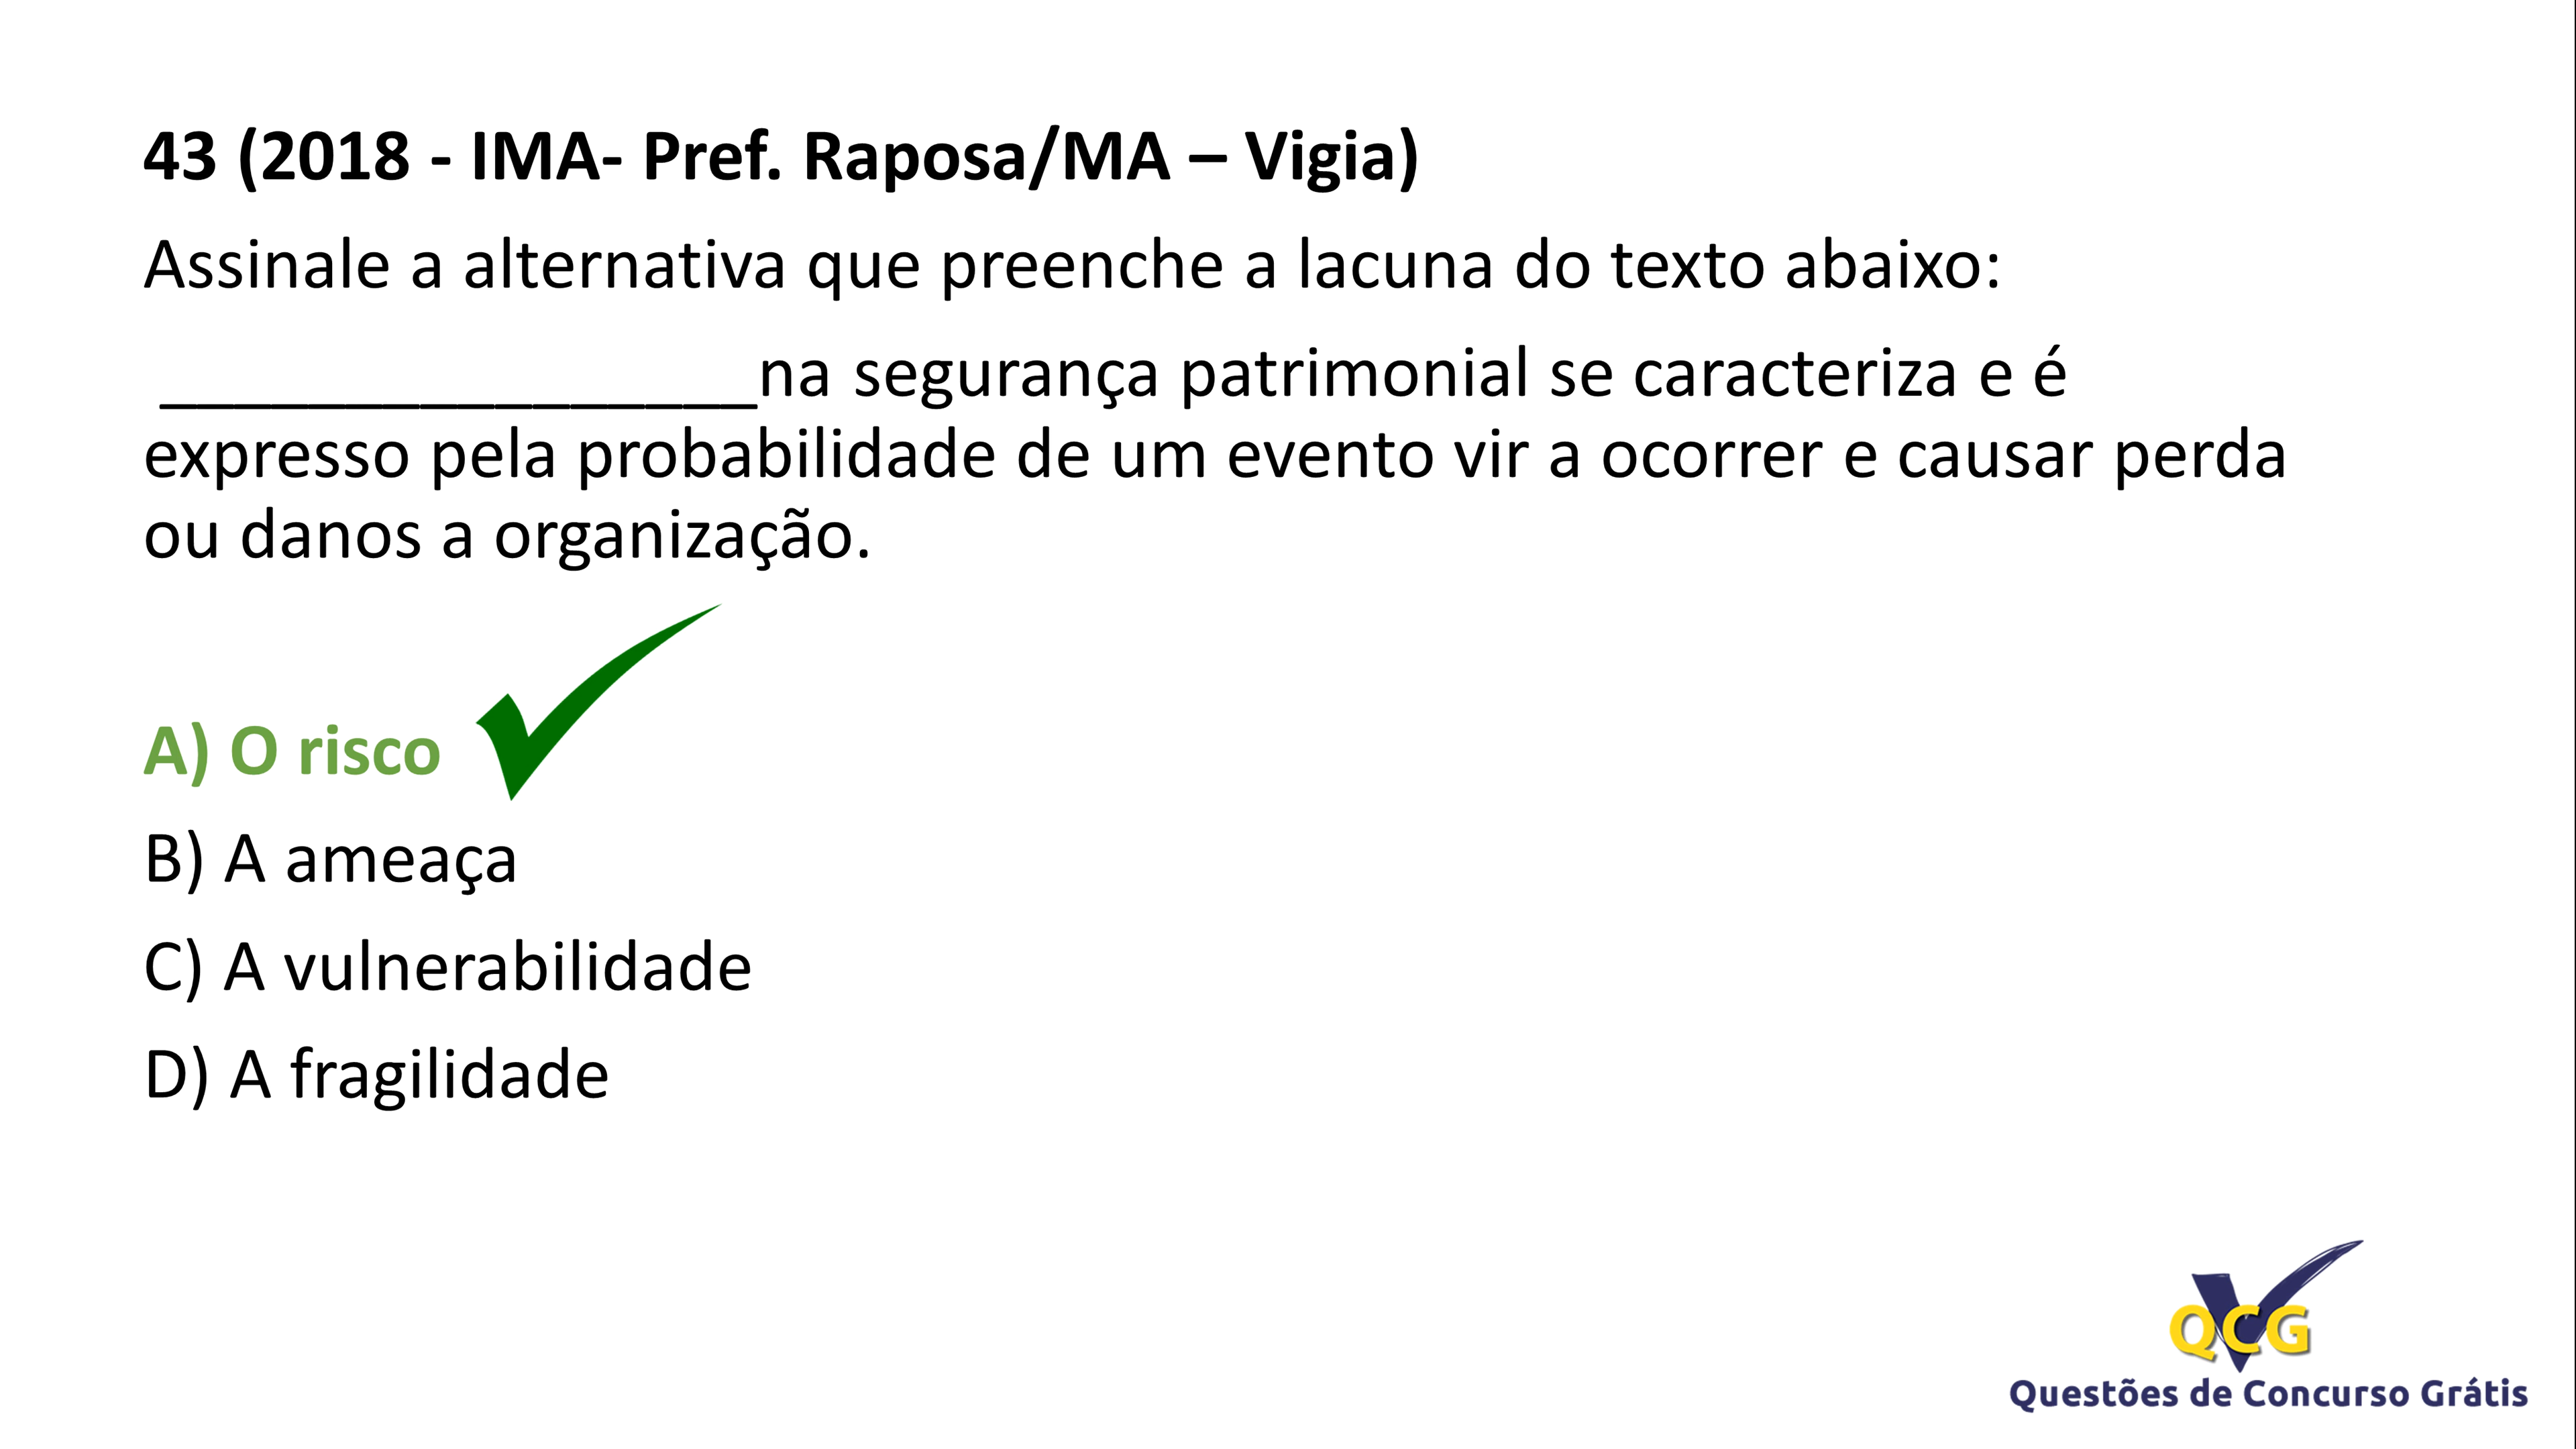 43 (2018 - IMA- Pref. Raposa/MA – Vigia)
Assinale a alternativa que preenche a lacuna do texto abaixo:
________________na segurança patrimonial se caracteriza e é
expresso pela probabilidade de um evento vir a ocorrer e causar perda
ou danos a organização.
A) O risco
B) A ameaça
C) A vulnerabilidade
D) A fragilidade
QCG
Questões de Concurso Grátis